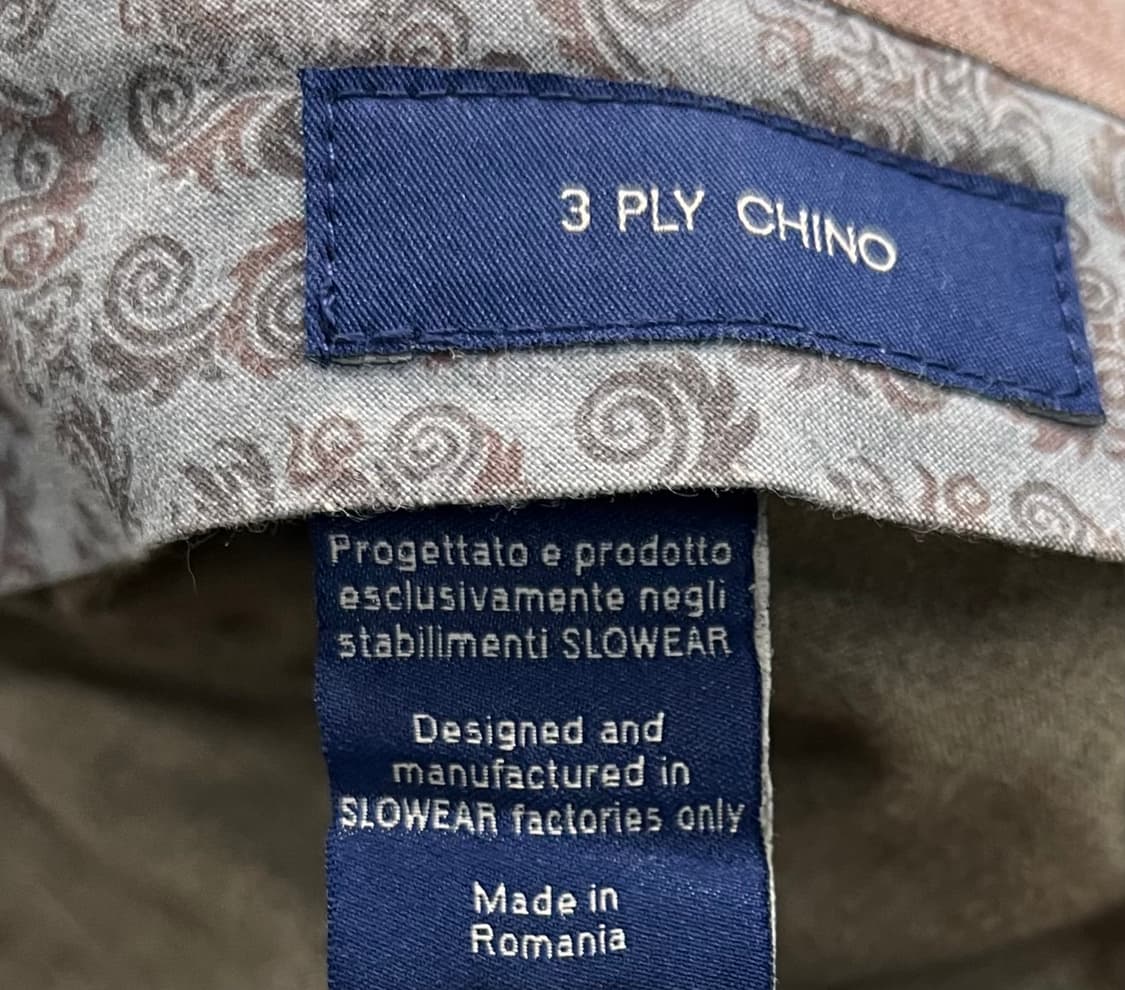 3 PLY CHINO
Progettato e prodotto
esclusivamente negli
stabilimenti SLOWEAR
Designed and
manufactured in
SLOWEAR factories only
Made in
Romania